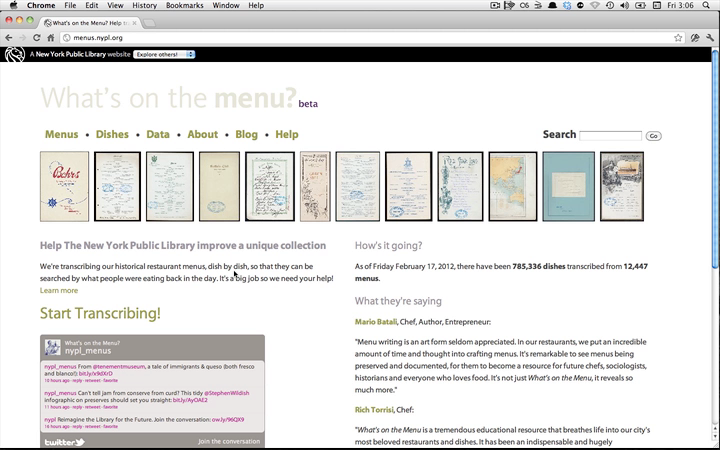 Chrome File Edit View History Bookmarks Window Help
Fri 3:06
What's on the Menu? Help
menus.nypl.org
A New York Public Library website Explore others!
What's on the menu? beta
Menus • Dishes • Data • About • Blog • Help
Search Go
Help The New York Public Library improve a unique collection
We're transcribing our historical restaurant menus, dish by dish, so that they can be
searched by what people were eating back in the day. It's a big job so we need your help!
Learn more
Start Transcribing!
What's on the Menu?
nypl_menus
nypl_menus From @tenementmuseum, a tale of immigrants & queso (both fresco
and blanco!):
10 hours ago · reply · retweet · favorite
nypl_menus Can't tell jam from conserve from curd? This tidy @StephenWildish
infographic on preserves should set you straight: bit.ly/AyOAE2
11 hours ago · reply · retweet · favorite
nypl Reimagine the Library for the Future. Join the conversation: ow.ly/96QX9
16 hours ago · reply · retweet · favorite
twitter Join the conversation
How's it going?
As of Friday February 17, 2012, there have been 785,336 dishes transcribed from 12,447
menus.
What they're saying
Mario Batali, Chef, Author, Entrepreneur:
"Menu writing is an art form seldom appreciated. In our restaurants, we put an incredible
amount of time and thought into crafting menus. It's remarkable to see menus being
preserved and documented, for them to become a resource for future chefs, sociologists,
historians and everyone who loves food. It's not just What's on the Menu, it reveals so
much more."
Rich Torrisi, Chef:
"What's on the Menu is a tremendous educational resource that breathes life into our city's
most beloved restaurants and dishes. It has been an indispensable and hugely